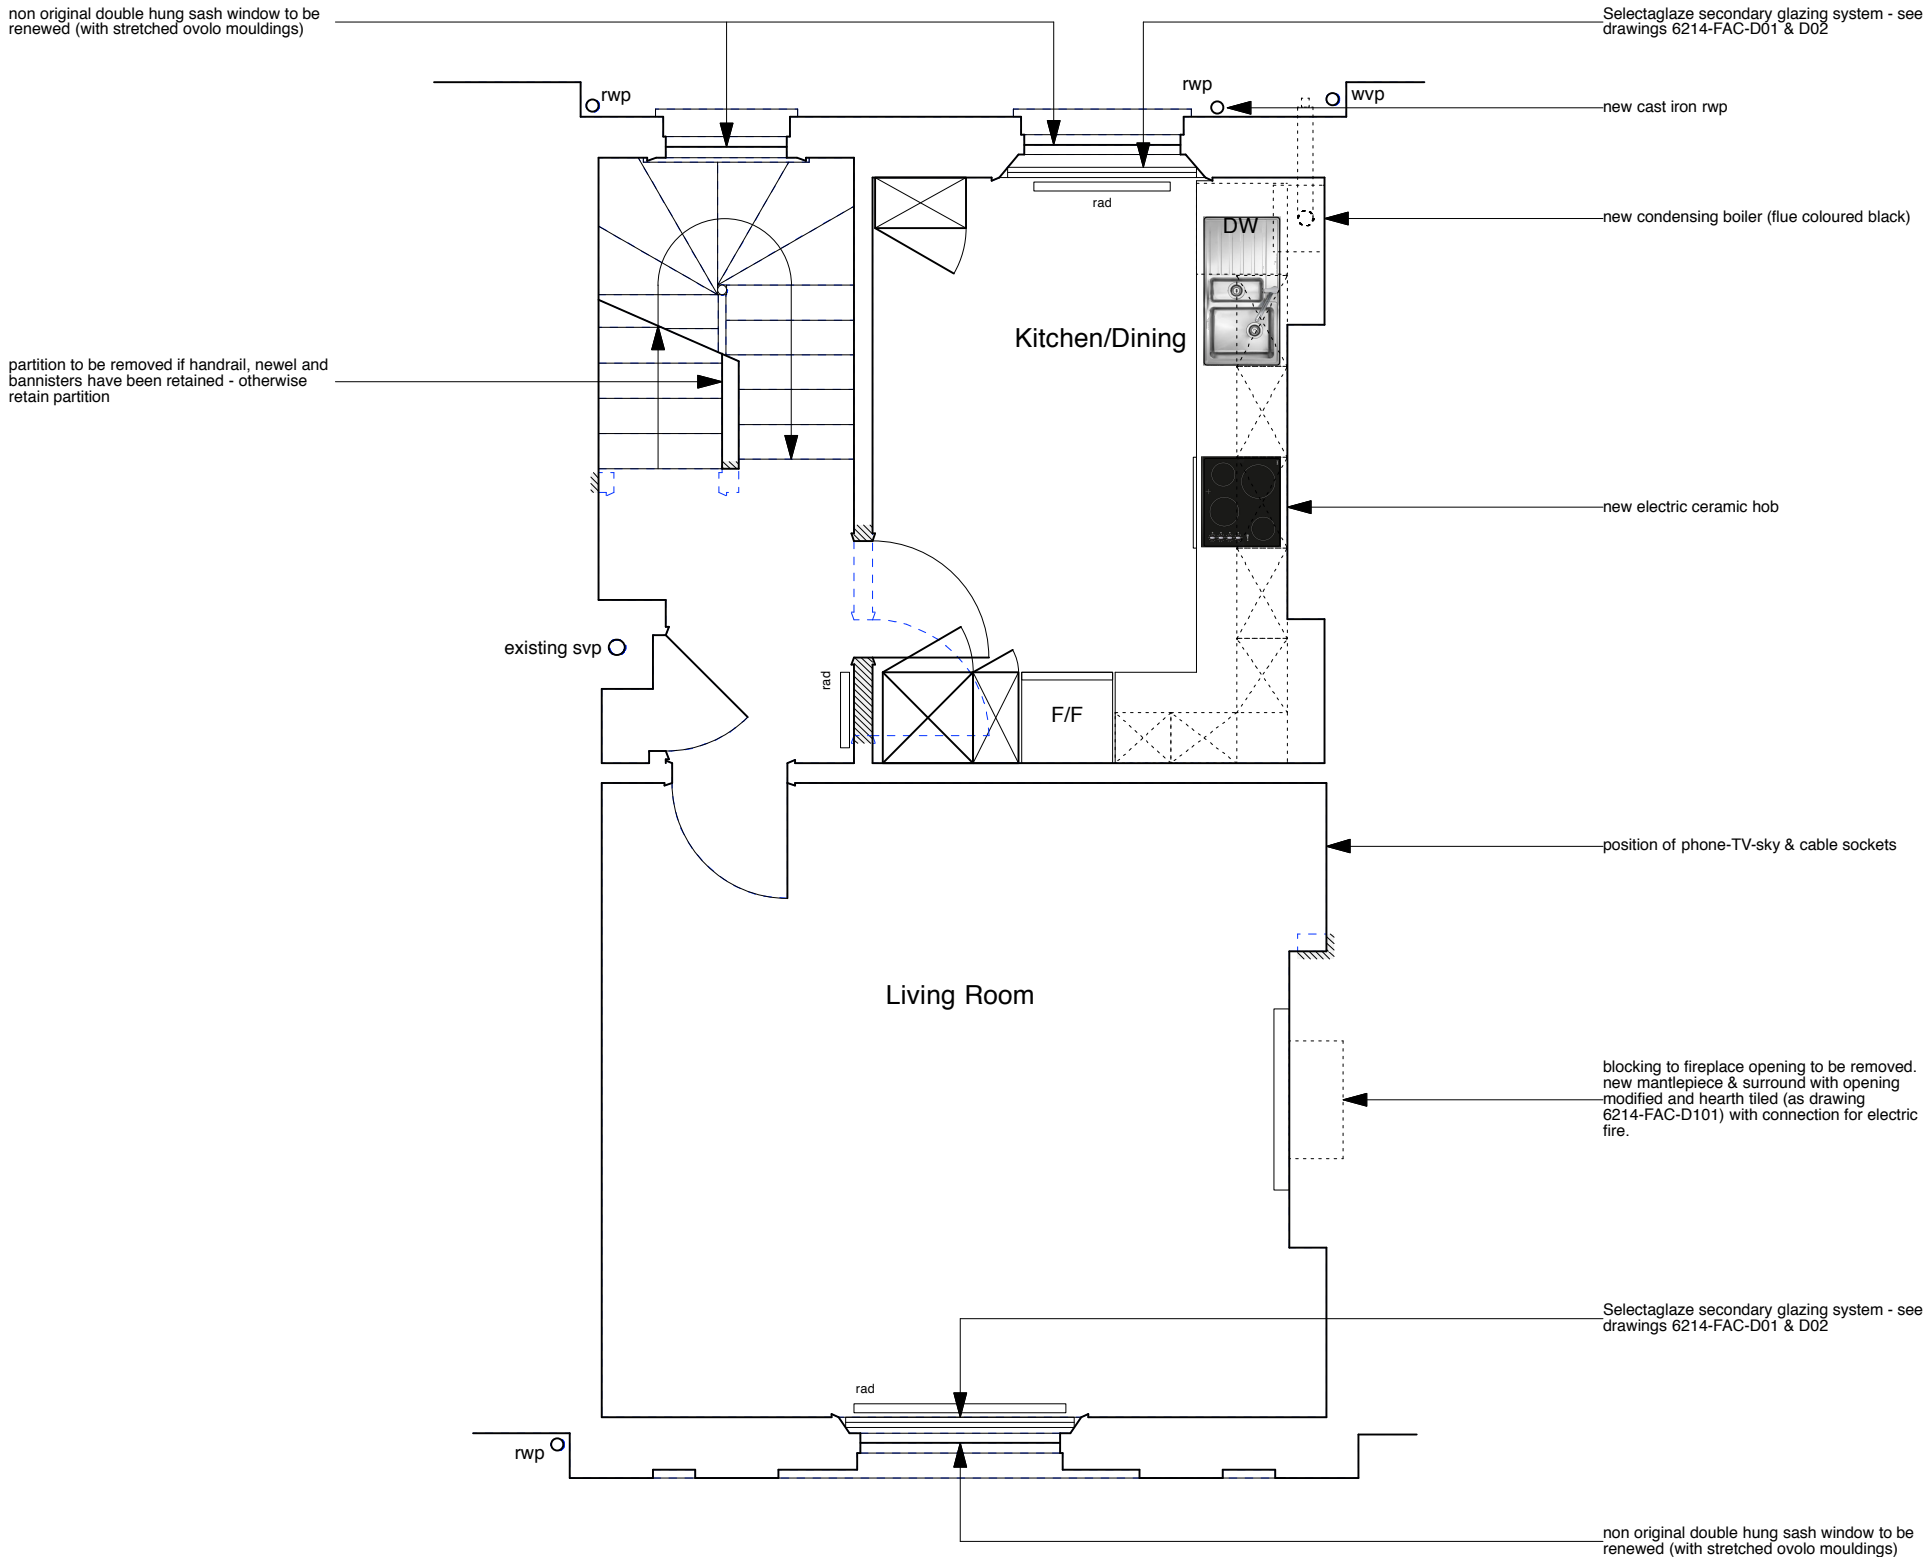 non original double hung sash window to be
renewed (with stretched ovolo mouldings)
Selectaglaze secondary glazing system - see
drawings 6214-FAC-D01 & D02
rwp
rwp
wvp
new cast iron rwp
rad
DW
new condensing boiler (flue coloured black)
Kitchen/Dining
partition to be removed if handrail, newel and
bannisters have been retained - otherwise
retain partition
new electric ceramic hob
existing svp
rad
F/F
position of phone-TV-sky & cable sockets
Living Room
blocking to fireplace opening to be removed.
new mantlepiece & surround with opening
modified and hearth tiled (as drawing
6214-FAC-D101) with connection for electric
fire.
Selectaglaze secondary glazing system - see
drawings 6214-FAC-D01 & D02
rad
rwp
non original double hung sash window to be
renewed (with stretched ovolo mouldings)